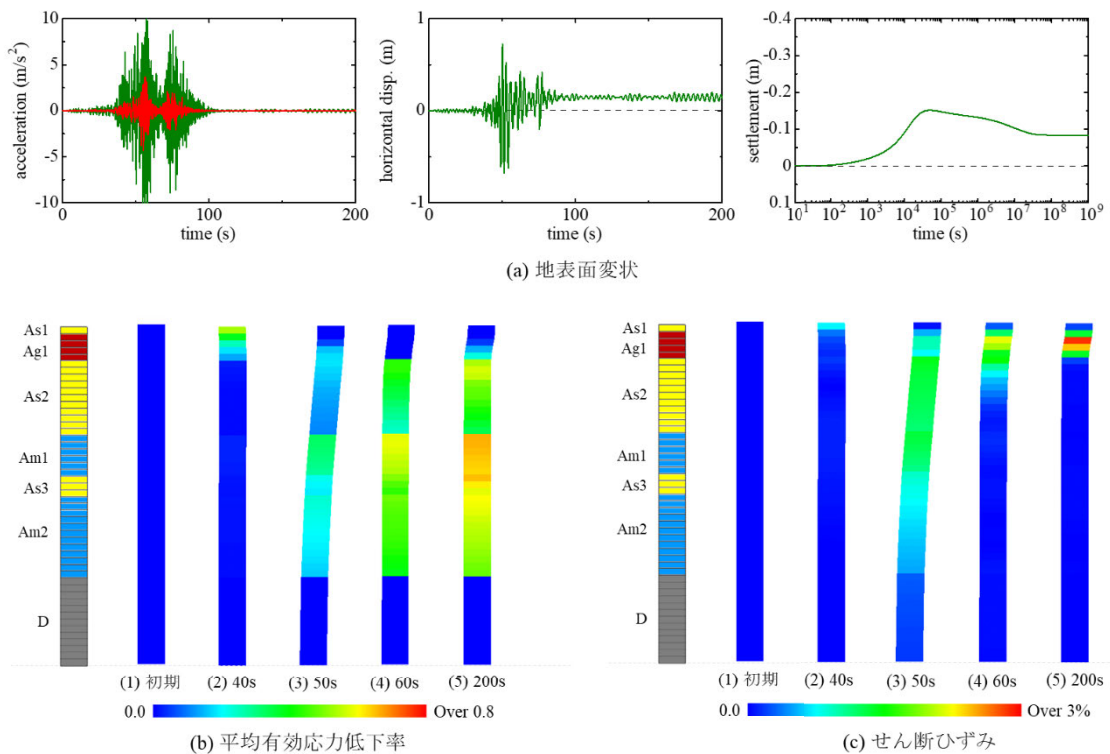 10
5
0
-5
-10
acceleration (m/s²)
0
100
200
time (s)
1
0
-1
horizontal disp. (m)
0
100
200
time (s)
-0.4
-0.3
-0.2
-0.1
0
0.1
settlement (m)
10¹ 10² 10³ 10⁴ 10⁵ 10⁶ 10⁷ 10⁸ 10⁹
time (s)
(a) 地表面変状
As1
Ag1
As2
Am1
As3
Am2
D
(1) 初期 (2) 40s (3) 50s (4) 60s (5) 200s
0.0 Over 0.8
(b) 平均有効応力低下率
As1
Ag1
As2
Am1
As3
Am2
D
(1) 初期 (2) 40s (3) 50s (4) 60s (5) 200s
0.0 Over 3%
(c) せん断ひずみ